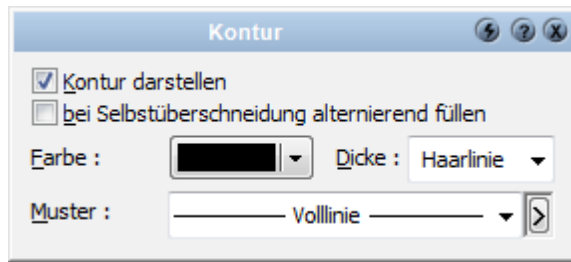 Kontur
Kontur darstellen
bei Selbstüberschneidung alternierend füllen
Farbe : Dicke : Haarlinie
Muster : Volllinie